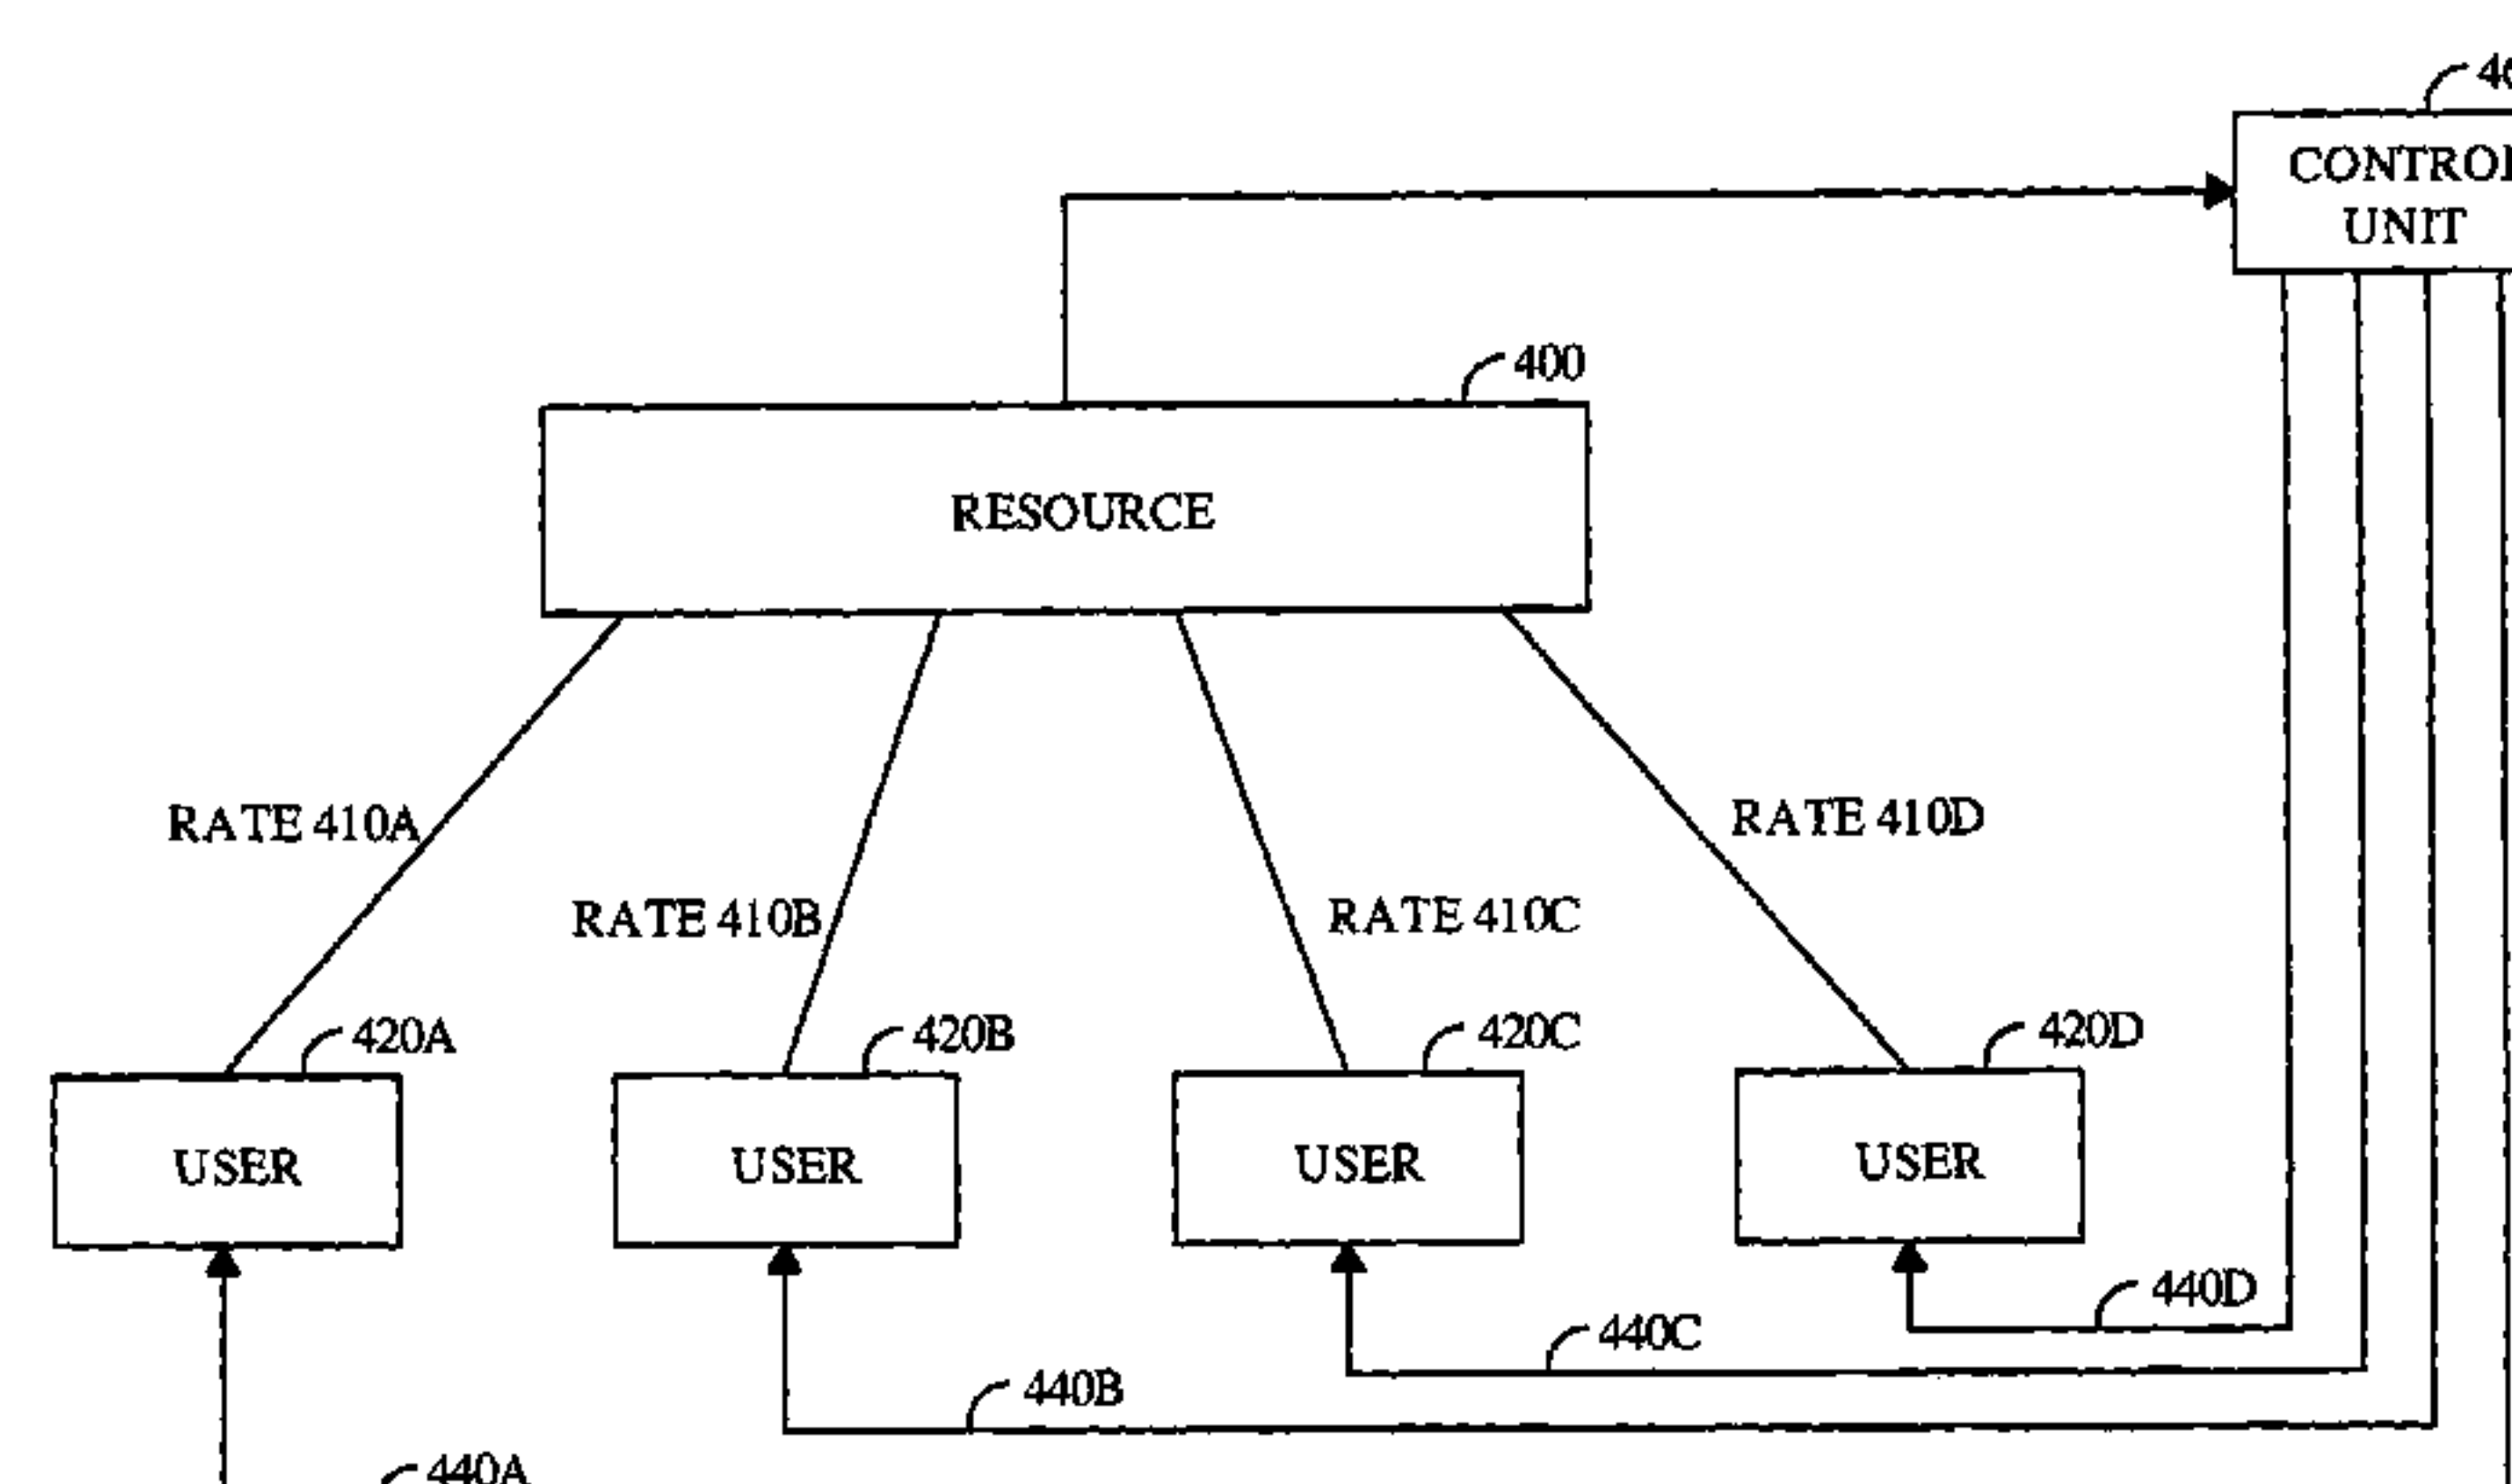 CONTROL
UNIT
400
RESOURCE
RATE 410A
RATE 410D
RATE 410B
RATE 410C
420A
420B
420C
420D
USER
USER
USER
USER
440D
440C
440B
440A